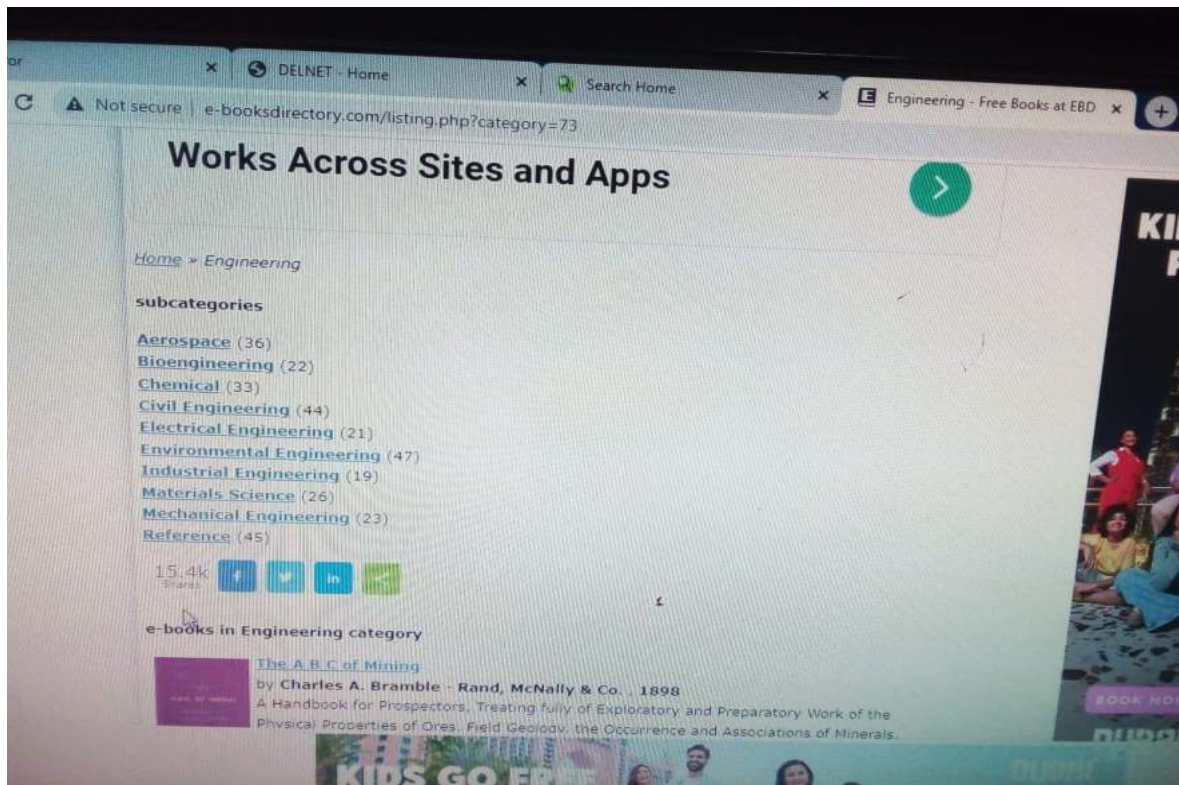 or
DELNET - Home
Search Home
Engineering - Free Books at EBD
Not secure | e-booksdirectory.com/listing.php?category=73
Works Across Sites and Apps
Home » Engineering
subcategories
Aerospace (36)
Bioengineering (22)
Chemical (33)
Civil Engineering (44)
Electrical Engineering (21)
Environmental Engineering (47)
Industrial Engineering (19)
Materials Science (26)
Mechanical Engineering (23)
Reference (45)
15.4k
Shares
e-books in Engineering category
The A B C of Mining
by Charles A. Bramble - Rand, McNally & Co. , 1898
A Handbook for Prospectors, Treating fully of Exploratory and Preparatory Work of the
Physical Properties of Ores, Field Geology, the Occurrence and Associations of Minerals.
KI
F
BOOK NO
KIDS GO FREE